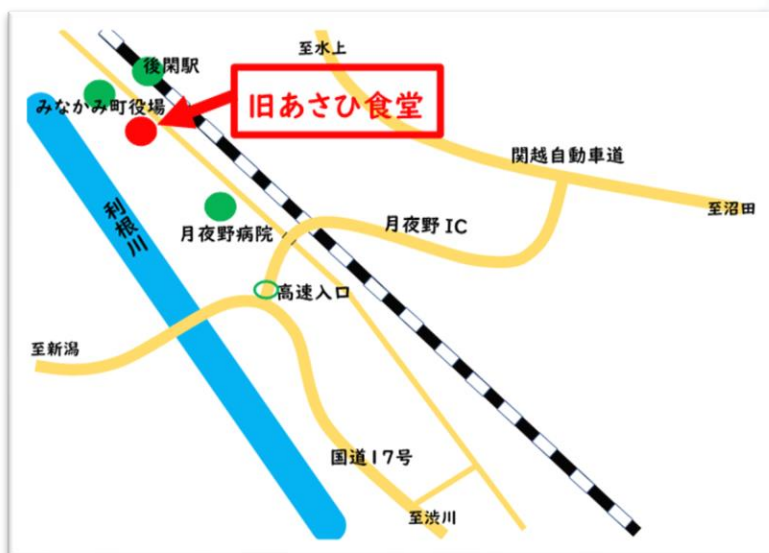 至水上
後閑駅
みなかみ町役場
旧あさひ食堂
関越自動車道
至沼田
利根川
月夜野病院
月夜野 IC
高速入口
至新潟
国道17号
至渋川